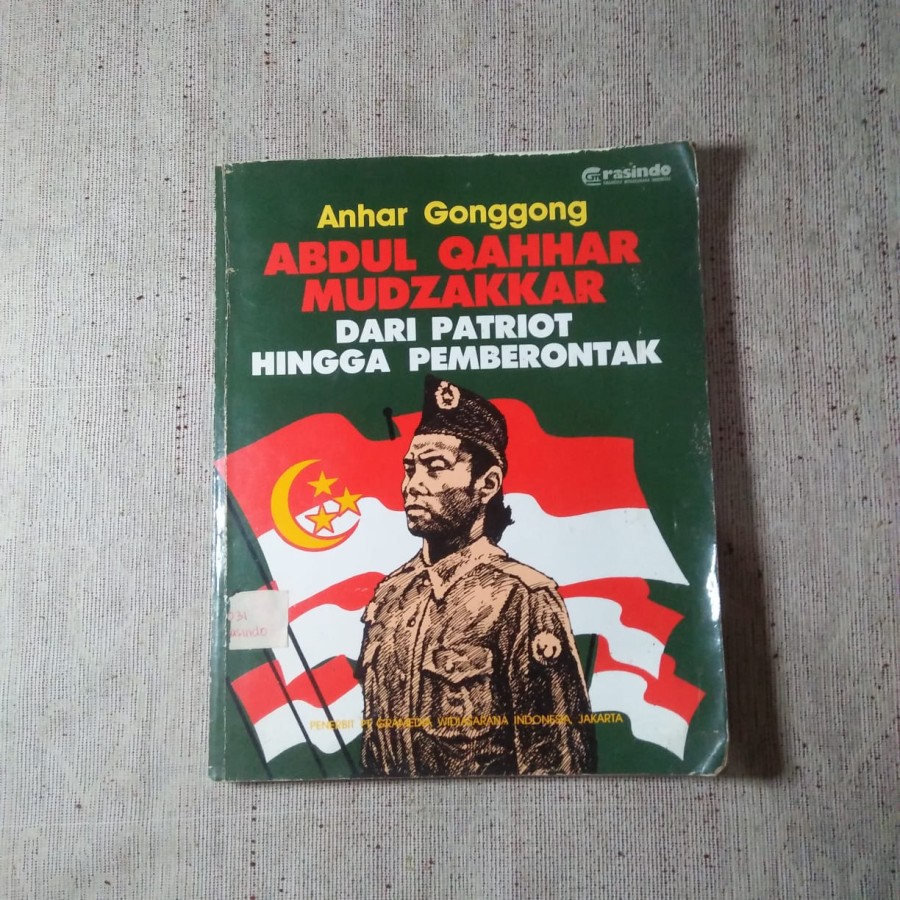 Grasindo
Anhar Gonggong
ABDUL QAHHAR
MUDZAKKAR
DARI PATRIOT
HINGGA PEMBERONTAK
PENERBIT PT GRAMEDIA WIDIASARANA INDONESIA, JAKARTA